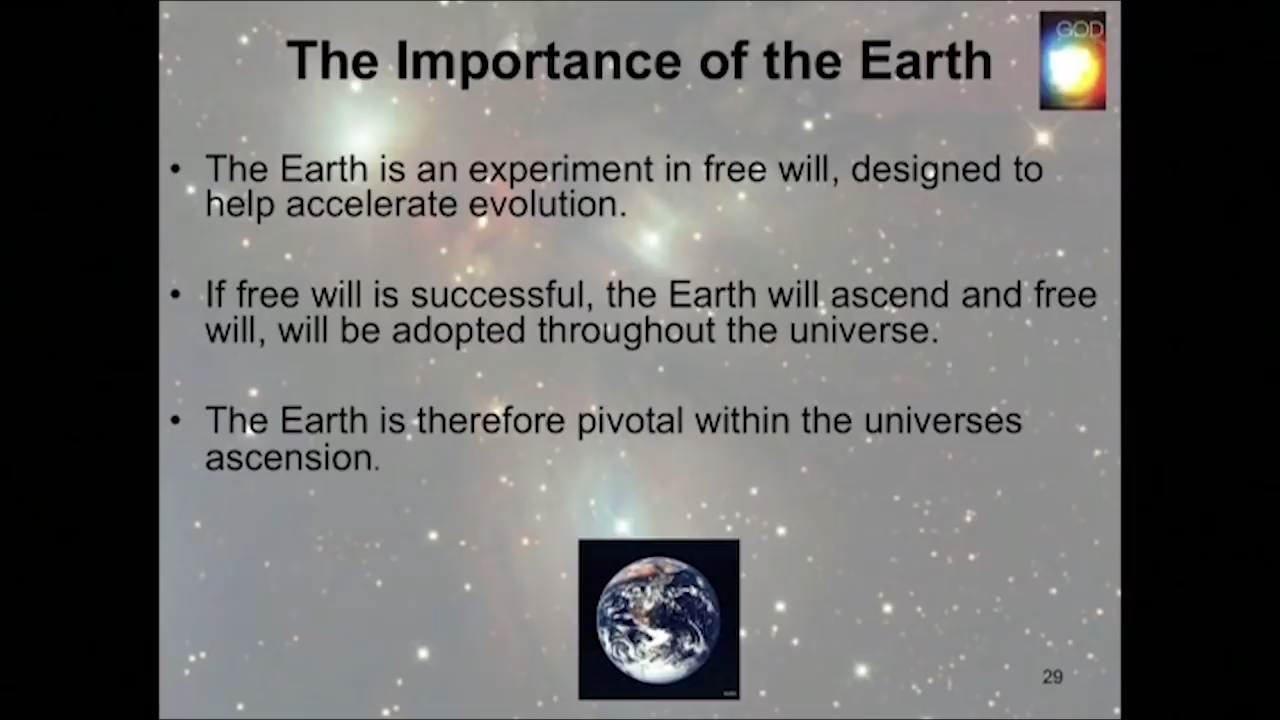 The Importance of the Earth
GOD
• The Earth is an experiment in free will, designed to
help accelerate evolution.
• If free will is successful, the Earth will ascend and free
will, will be adopted throughout the universe.
• The Earth is therefore pivotal within the universes
ascension.
29